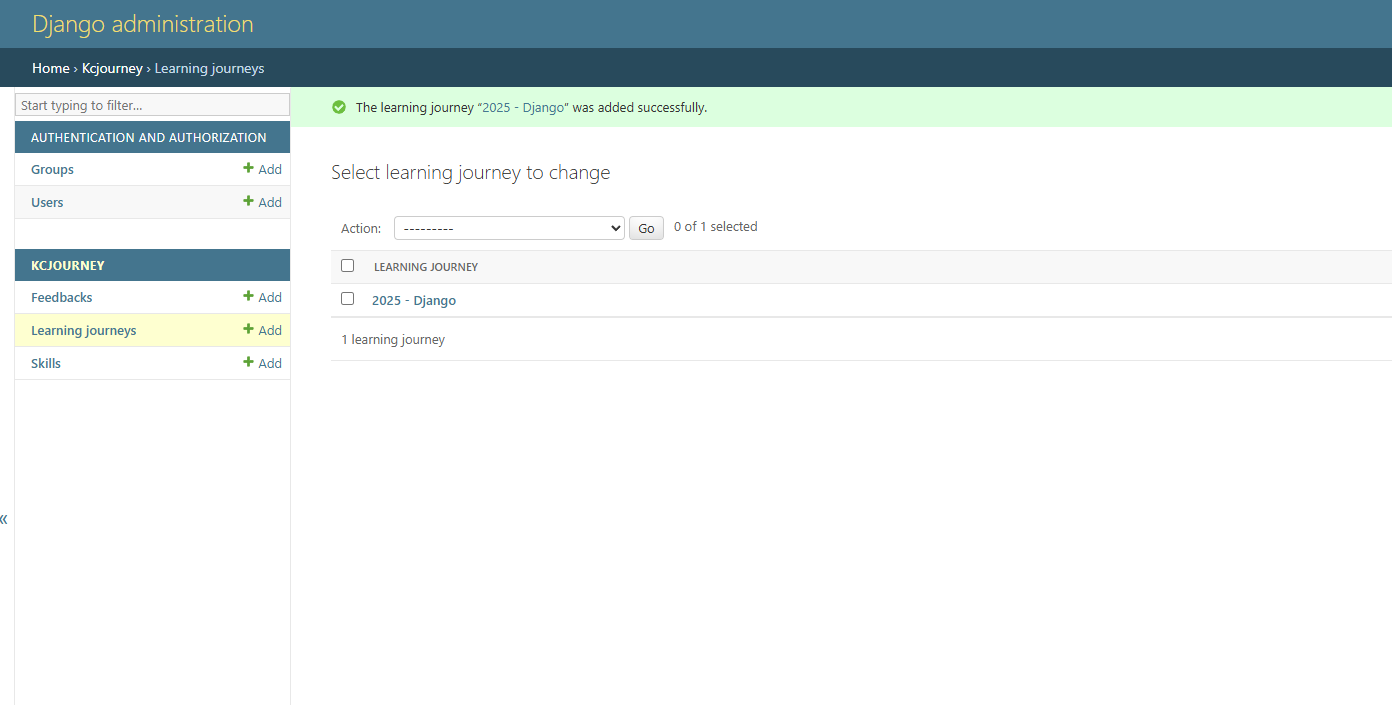 Django administration
Home › Kcjourney › Learning journeys
Start typing to filter...
AUTHENTICATION AND AUTHORIZATION
Groups + Add
Users + Add
KCJOURNEY
Feedbacks + Add
Learning journeys + Add
Skills + Add
«
The learning journey “2025 - Django” was added successfully.
Select learning journey to change
Action: --------- Go 0 of 1 selected
LEARNING JOURNEY
2025 - Django
1 learning journey